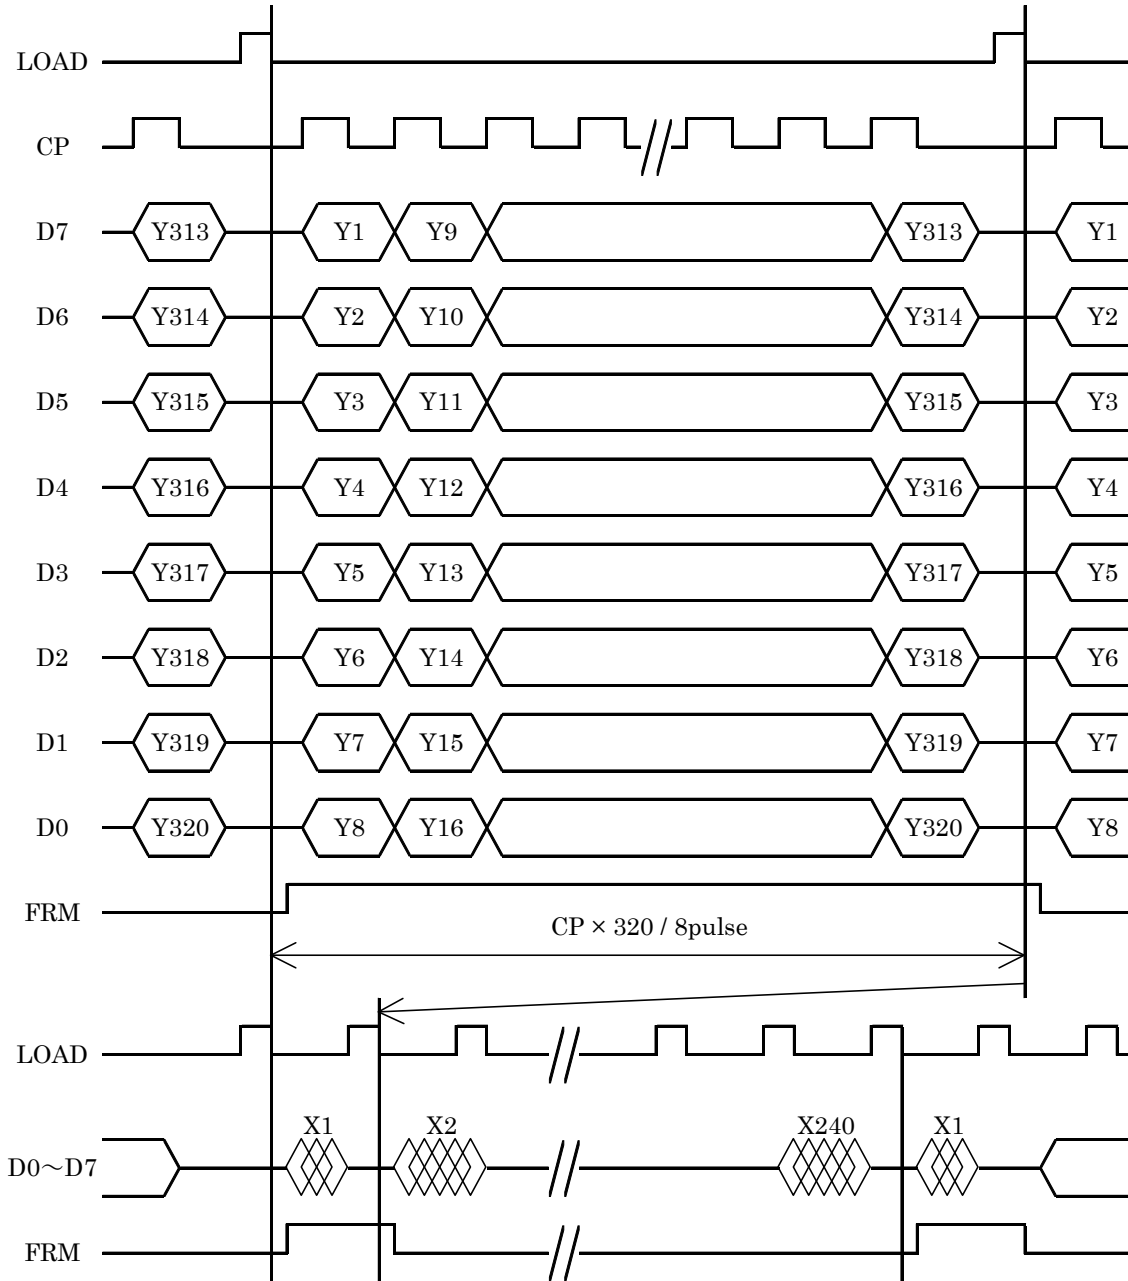 LOAD
CP
D7 Y313 Y1 Y9 Y313 Y1
D6 Y314 Y2 Y10 Y314 Y2
D5 Y315 Y3 Y11 Y315 Y3
D4 Y316 Y4 Y12 Y316 Y4
D3 Y317 Y5 Y13 Y317 Y5
D2 Y318 Y6 Y14 Y318 Y6
D1 Y319 Y7 Y15 Y319 Y7
D0 Y320 Y8 Y16 Y320 Y8
FRM
CP × 320 / 8pulse
LOAD
X1 X2 X240 X1
D0～D7
FRM